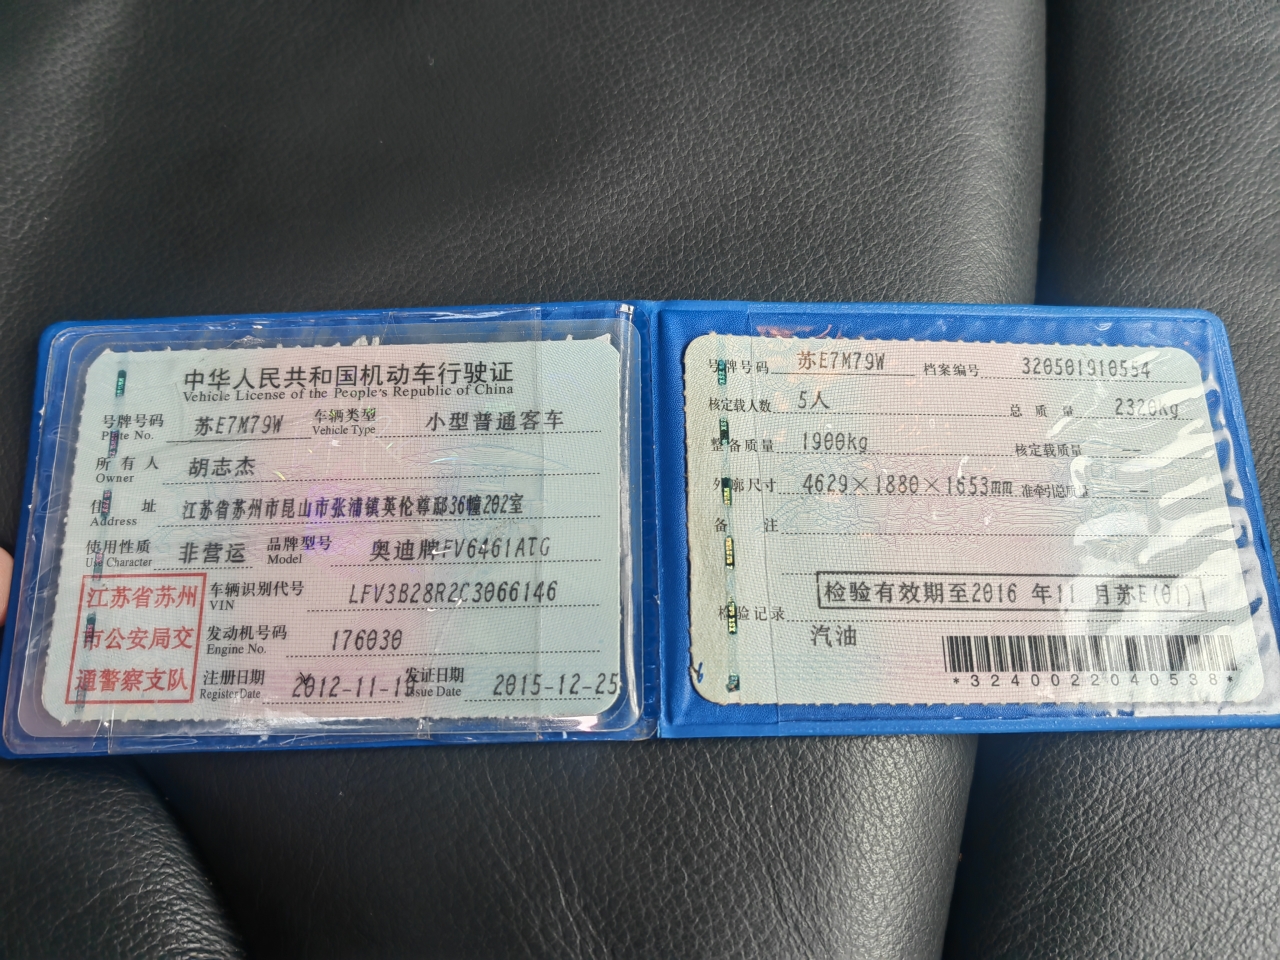 中华人民共和国机动车行驶证
Vehicle License of the People's Republic of China
号牌号码 苏E7M79W 车辆类型 小型普通客车
Plate No. Vehicle Type
所有人 胡志杰
Owner
住址 江苏省苏州市昆山市张浦镇英伦尊邸36幢202室
Address
使用性质 非营运 品牌型号 奥迪牌FV6461ATG
Use Character Model
江苏省苏州
市公安局交
通警察支队
车辆识别代号 LFV3B28R2C3066146
VIN
发动机号码 176030
Engine No.
注册日期 2012-11-19 发证日期 2015-12-25
Register Date Issue Date
号牌号码 苏E7M79W 档案编号 320501910554
核定载人数 5人 总质量 2320kg
整备质量 1900kg 核定载质量 --
外廓尺寸 4629×1880×1653mm 准牵引总质量 --
备注
检验有效期至2016 年11 月苏E(01)
检验记录
汽油
*3240022040538*